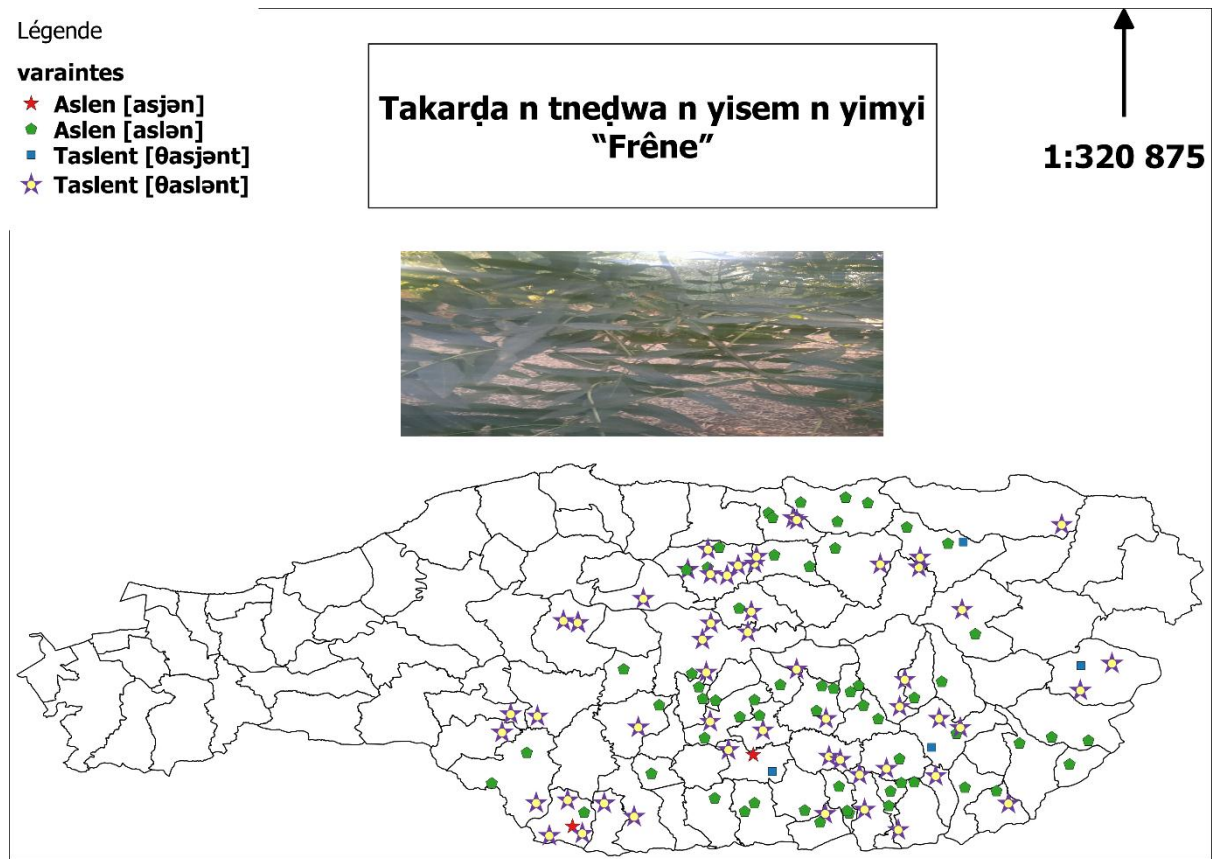 Légende
varaintes
Aslen [asjən]
Aslen [aslən]
Taslent [θasjənt]
Taslent [θaslənt]
Takarḍa n tneḍwa n yisem n yimɣi
“Frêne”
1:320 875